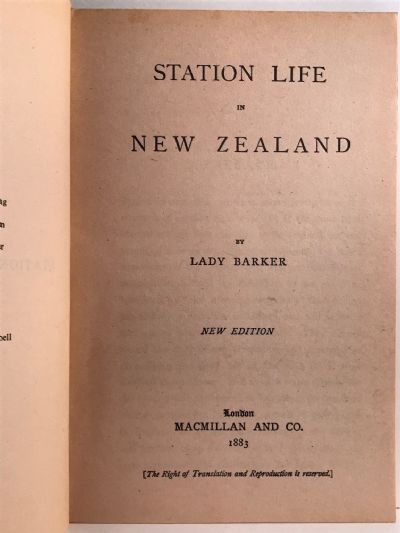 STATION LIFE
IN
NEW ZEALAND
BY
LADY BARKER
NEW EDITION
London
MACMILLAN AND CO.
1883
[The Right of Translation and Reproduction is reserved.]